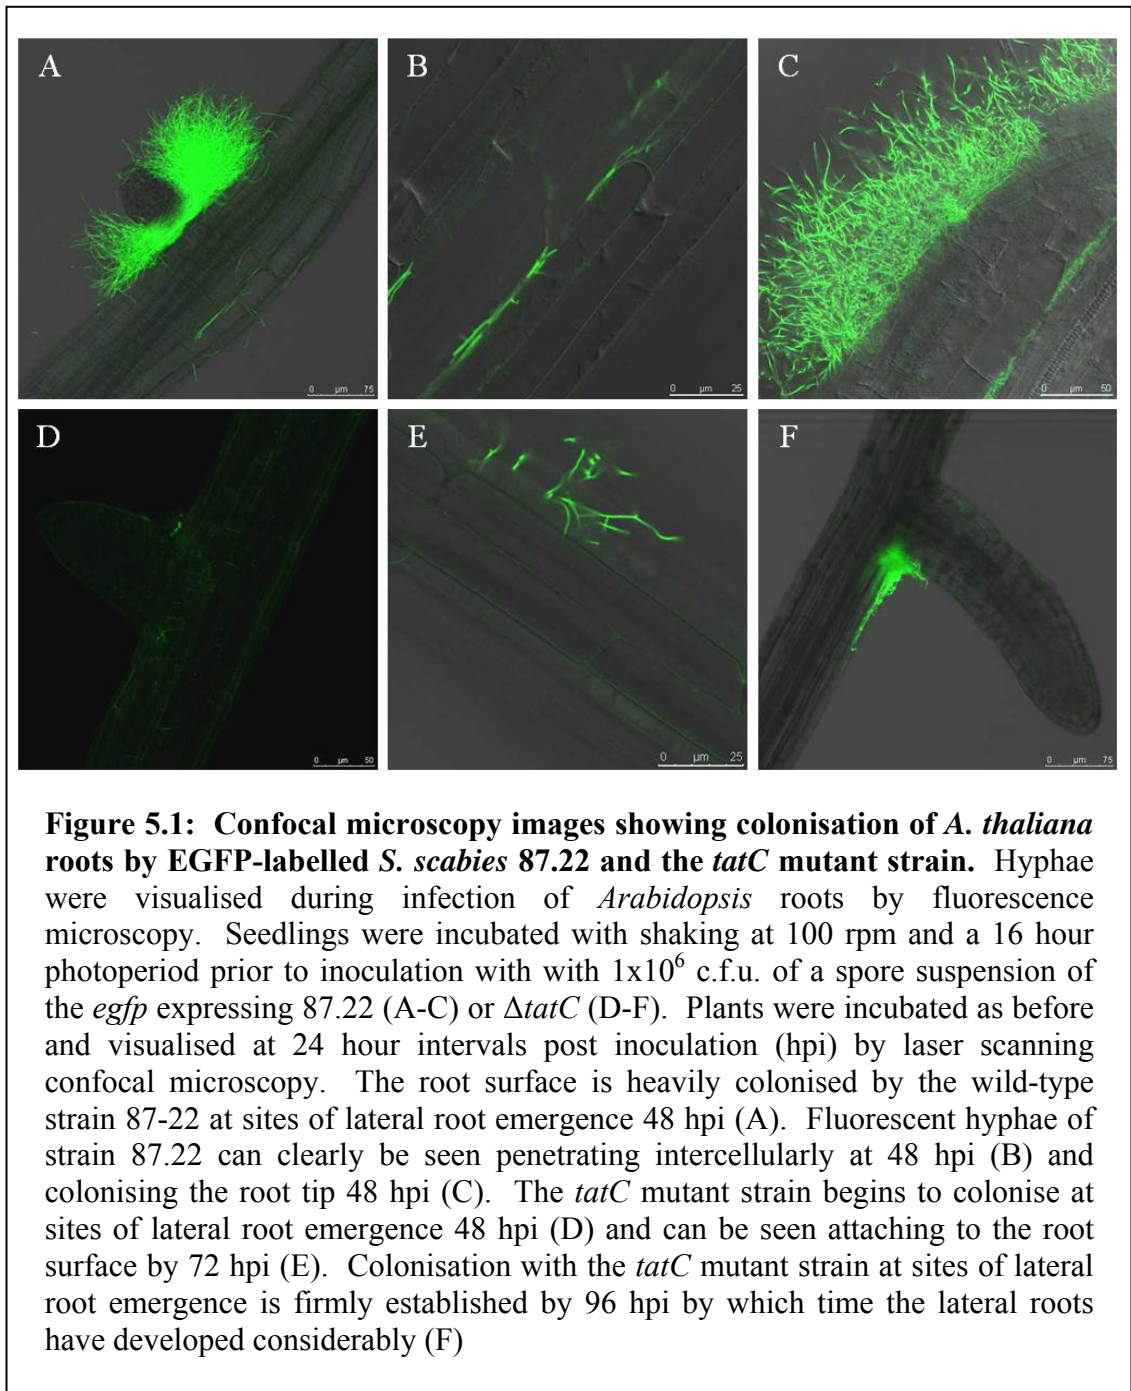 A
B
C
0 µm 75
0 µm 25
0 µm 50
D
E
F
0 µm 50
0 µm 25
0 µm 75
Figure 5.1: Confocal microscopy images showing colonisation of A. thaliana
roots by EGFP-labelled S. scabies 87.22 and the tatC mutant strain. Hyphae
were visualised during infection of Arabidopsis roots by fluorescence
microscopy. Seedlings were incubated with shaking at 100 rpm and a 16 hour
photoperiod prior to inoculation with with 1x10⁶ c.f.u. of a spore suspension of
the egfp expressing 87.22 (A-C) or ΔtatC (D-F). Plants were incubated as before
and visualised at 24 hour intervals post inoculation (hpi) by laser scanning
confocal microscopy. The root surface is heavily colonised by the wild-type
strain 87-22 at sites of lateral root emergence 48 hpi (A). Fluorescent hyphae of
strain 87.22 can clearly be seen penetrating intercellularly at 48 hpi (B) and
colonising the root tip 48 hpi (C). The tatC mutant strain begins to colonise at
sites of lateral root emergence 48 hpi (D) and can be seen attaching to the root
surface by 72 hpi (E). Colonisation with the tatC mutant strain at sites of lateral
root emergence is firmly established by 96 hpi by which time the lateral roots
have developed considerably (F)